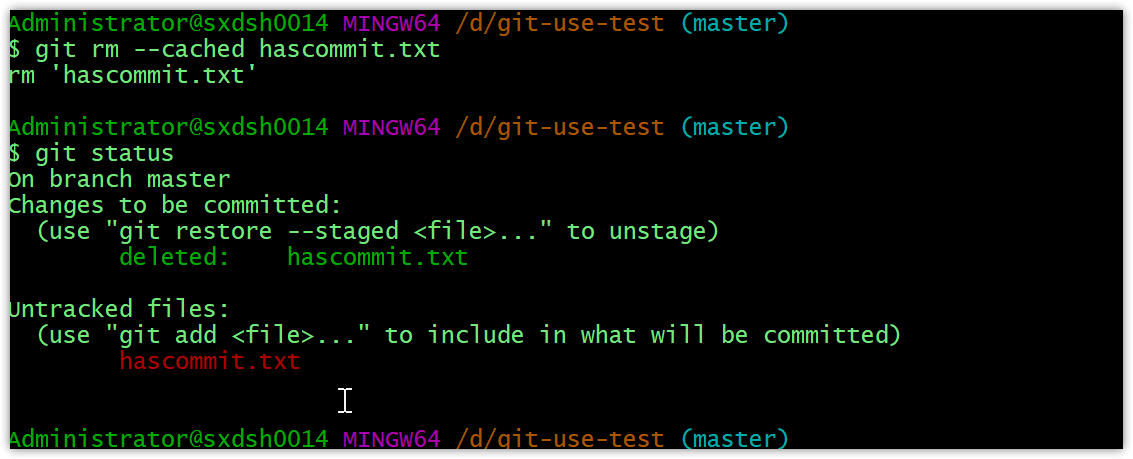 Administrator@sxdsh0014 MINGW64 /d/git-use-test (master)
$ git rm --cached hascommit.txt
rm 'hascommit.txt'
Administrator@sxdsh0014 MINGW64 /d/git-use-test (master)
$ git status
On branch master
Changes to be committed:
  (use "git restore --staged <file>..." to unstage)
        deleted:    hascommit.txt
Untracked files:
  (use "git add <file>..." to include in what will be committed)
        hascommit.txt
Administrator@sxdsh0014 MINGW64 /d/git-use-test (master)